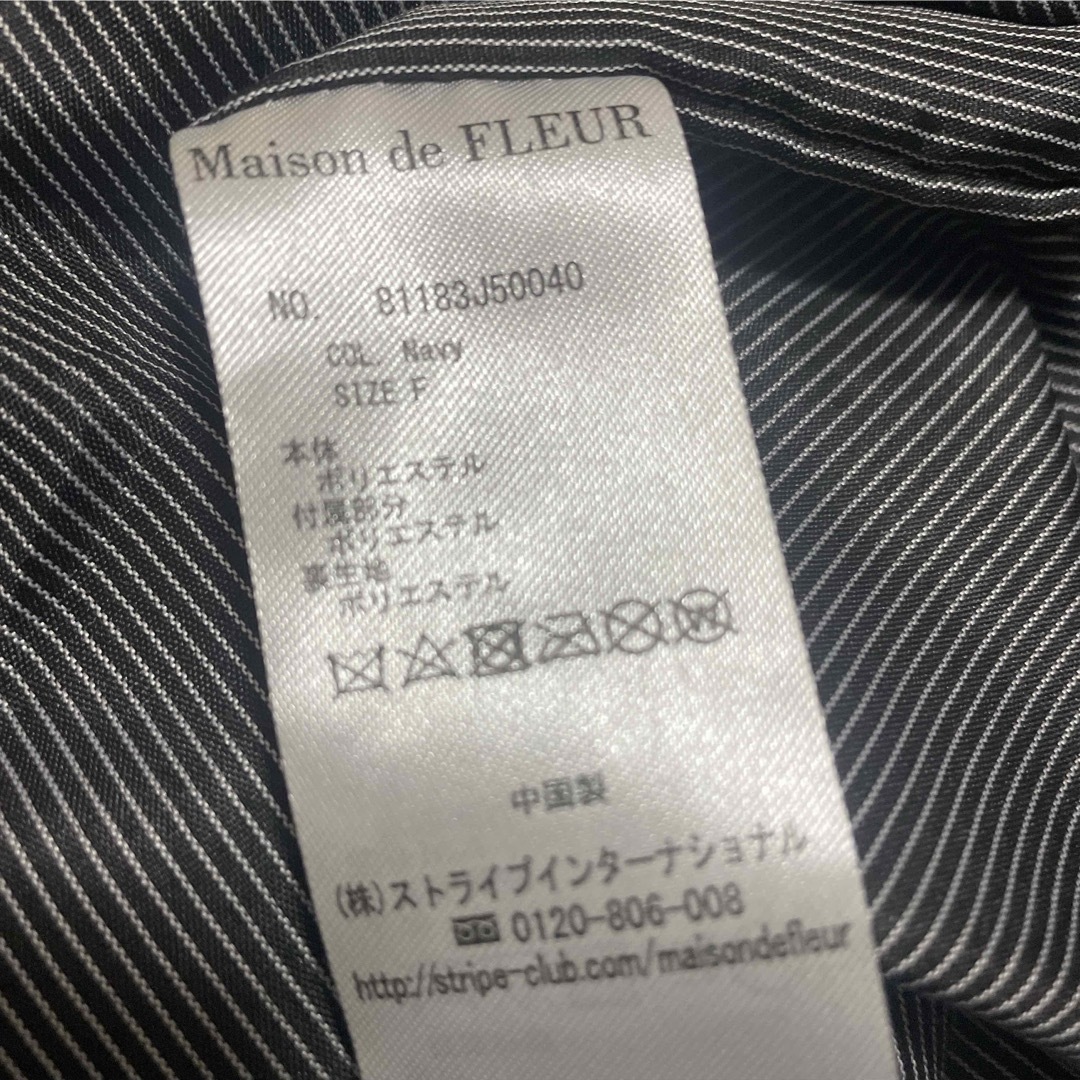 Maison de FLEUR
NO. 81183J50040
COL. Navy
SIZE F
本体
ポリエステル
付属部分
ポリエステル
裏生地
ポリエステル
中国製
(株)ストライプインターナショナル
0120-806-008
http://stripe-club.com/maisondefleur